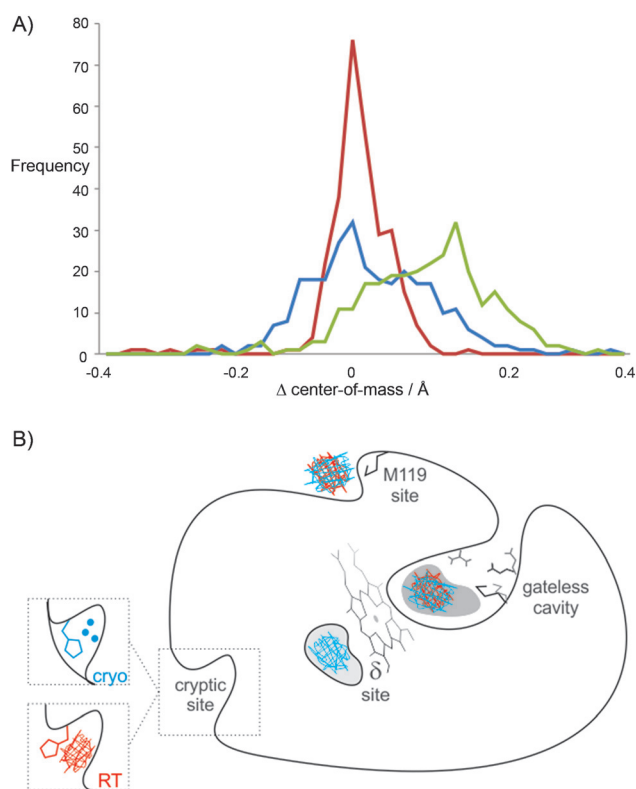 A)
80
70
60
50
Frequency
40
30
20
10
0
-0.4
-0.2
0
0.2
0.4
Δ center-of-mass / Å
B)
M119
site
gateless
cavity
δ
site
cryptic
site
cryo
RT